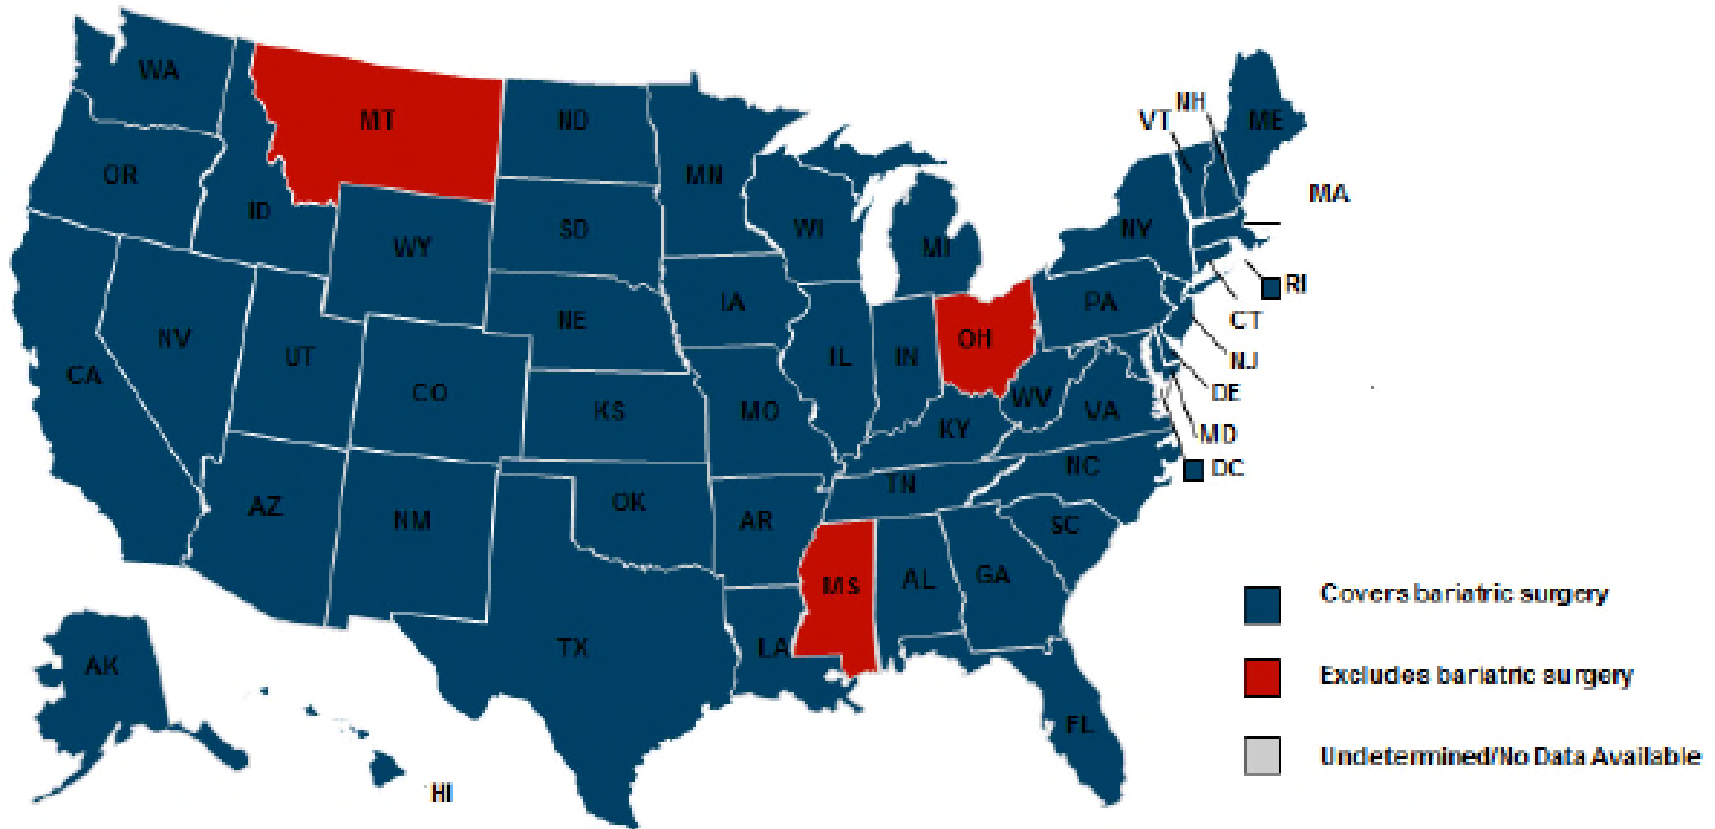 WA
MT
ND
MN
OR
ID
WY
SD
WI
MI
NY
VT
NH
ME
MA
RI
CT
NJ
DE
MD
DC
CA
NV
UT
CO
NE
KS
IA
MO
IL
IN
OH
PA
WV
VA
KY
NC
TN
SC
AZ
NM
OK
AR
TX
LA
MS
AL
GA
FL
AK
HI
Covers bariatric surgery
Excludes bariatric surgery
Undetermined/No Data Available